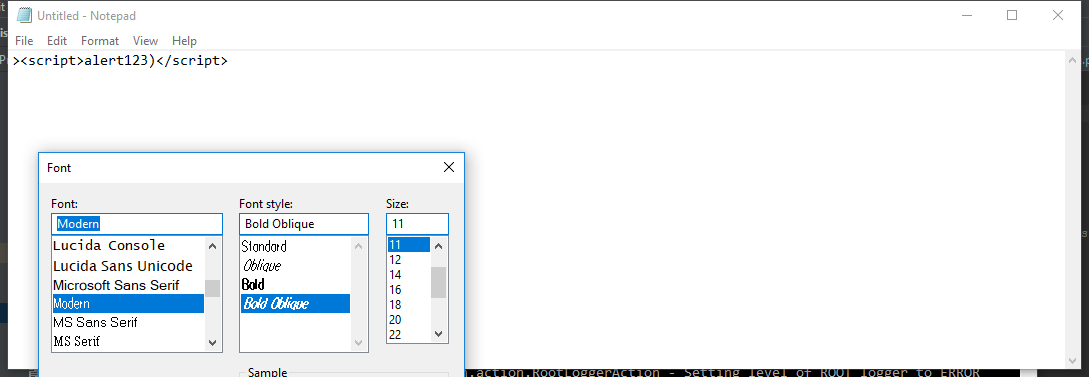 Untitled - Notepad
File Edit Format View Help
><script>alert123)</script>
Font
Font: Font style: Size:
Modern Bold Oblique 11
Lucida Console Standard 11
Lucida Sans Unicode Oblique 12
Microsoft Sans Serif Bold 14
Modern Bold Oblique 16
MS Sans Serif 18
MS Serif 20
22
Sample
.action.RootLoggerAction - Setting level of ROOT logger to ERROR